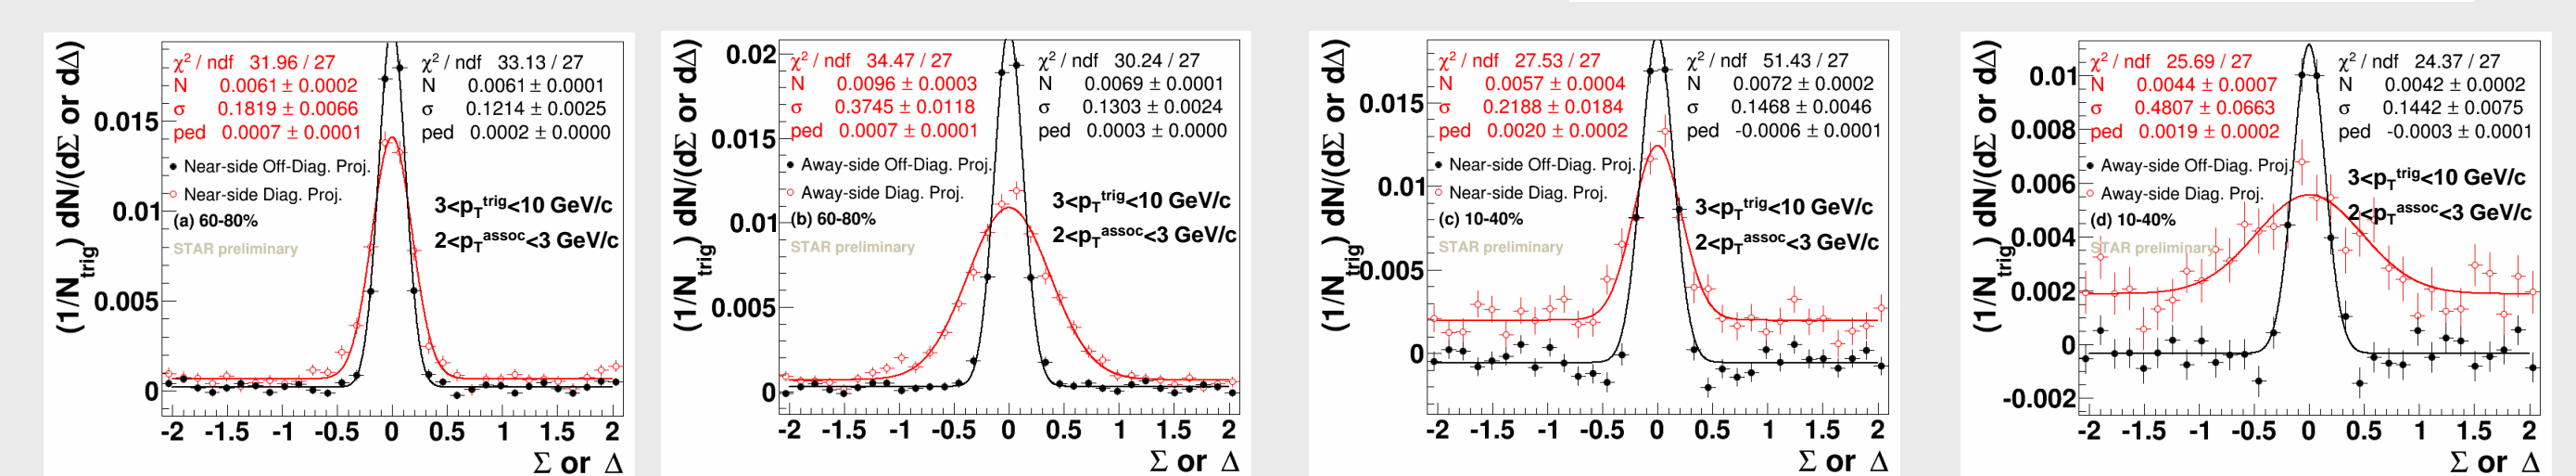 (1/N_trig) dN/(dΣ or dΔ)
χ² / ndf 31.96 / 27
N 0.0061 ± 0.0002
σ 0.1819 ± 0.0066
ped 0.0007 ± 0.0001
χ² / ndf 33.13 / 27
N 0.0061 ± 0.0001
σ 0.1214 ± 0.0025
ped 0.0002 ± 0.0000
Near-side Off-Diag. Proj.
Near-side Diag. Proj.
(a) 60-80%
STAR preliminary
3<p_T^trig<10 GeV/c
2<p_T^assoc<3 GeV/c
0.015
0.01
0.005
0
-2 -1.5 -1 -0.5 0 0.5 1 1.5 2
Σ or Δ
(1/N_trig) dN/(dΣ or dΔ)
χ² / ndf 34.47 / 27
N 0.0096 ± 0.0003
σ 0.3745 ± 0.0118
ped 0.0007 ± 0.0001
χ² / ndf 30.24 / 27
N 0.0069 ± 0.0001
σ 0.1303 ± 0.0024
ped 0.0003 ± 0.0000
Away-side Off-Diag. Proj.
Away-side Diag. Proj.
(b) 60-80%
STAR preliminary
3<p_T^trig<10 GeV/c
2<p_T^assoc<3 GeV/c
0.02
0.015
0.01
0.005
0
-2 -1.5 -1 -0.5 0 0.5 1 1.5 2
Σ or Δ
(1/N_trig) dN/(dΣ or dΔ)
χ² / ndf 27.53 / 27
N 0.0057 ± 0.0004
σ 0.2188 ± 0.0184
ped 0.0020 ± 0.0002
χ² / ndf 51.43 / 27
N 0.0072 ± 0.0002
σ 0.1468 ± 0.0046
ped -0.0006 ± 0.0001
Near-side Off-Diag. Proj.
Near-side Diag. Proj.
(c) 10-40%
STAR preliminary
3<p_T^trig<10 GeV/c
2<p_T^assoc<3 GeV/c
0.015
0.01
0.005
0
-2 -1.5 -1 -0.5 0 0.5 1 1.5 2
Σ or Δ
(1/N_trig) dN/(dΣ or dΔ)
χ² / ndf 25.69 / 27
N 0.0044 ± 0.0007
σ 0.4807 ± 0.0663
ped 0.0019 ± 0.0002
χ² / ndf 24.37 / 27
N 0.0042 ± 0.0002
σ 0.1442 ± 0.0075
ped -0.0003 ± 0.0001
Away-side Off-Diag. Proj.
Away-side Diag. Proj.
(d) 10-40%
STAR preliminary
3<p_T^trig<10 GeV/c
2<p_T^assoc<3 GeV/c
0.01
0.008
0.006
0.004
0.002
0
-0.002
-2 -1.5 -1 -0.5 0 0.5 1 1.5 2
Σ or Δ